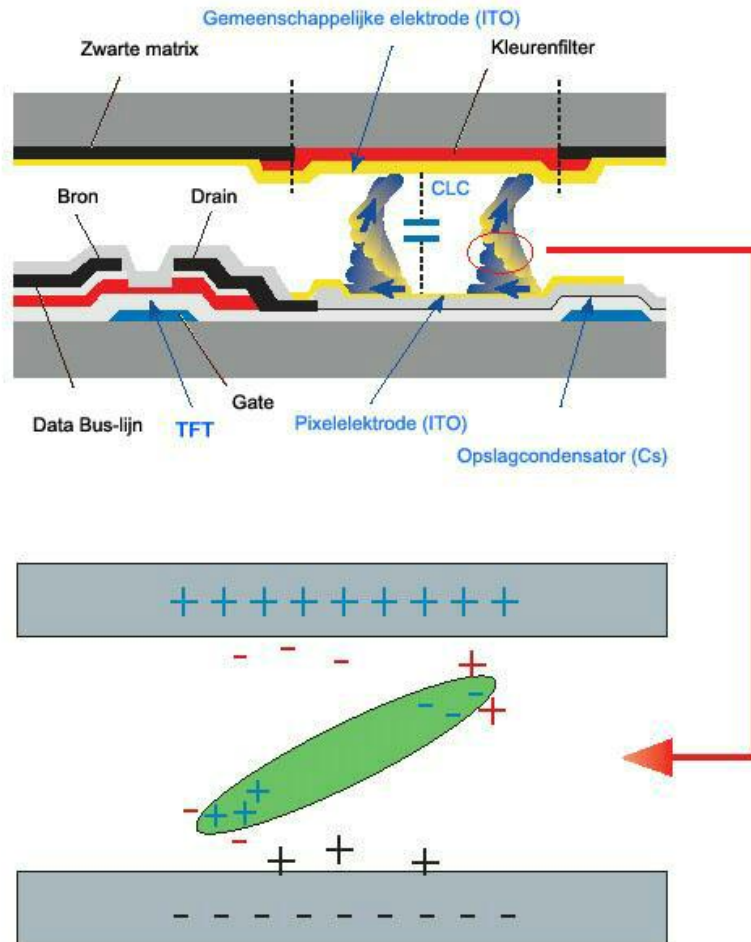 Gemeenschappelijke elektrode (ITO)
Zwarte matrix
Kleurenfilter
CLC
Bron
Drain
Gate
Data Bus-lijn
TFT
Pixelelektrode (ITO)
Opslagcondensator (Cs)
+ + + + + + + + +
- - -
+
- - -
+
+
+ + +
-
-
+ + +
- - - - - - - - -